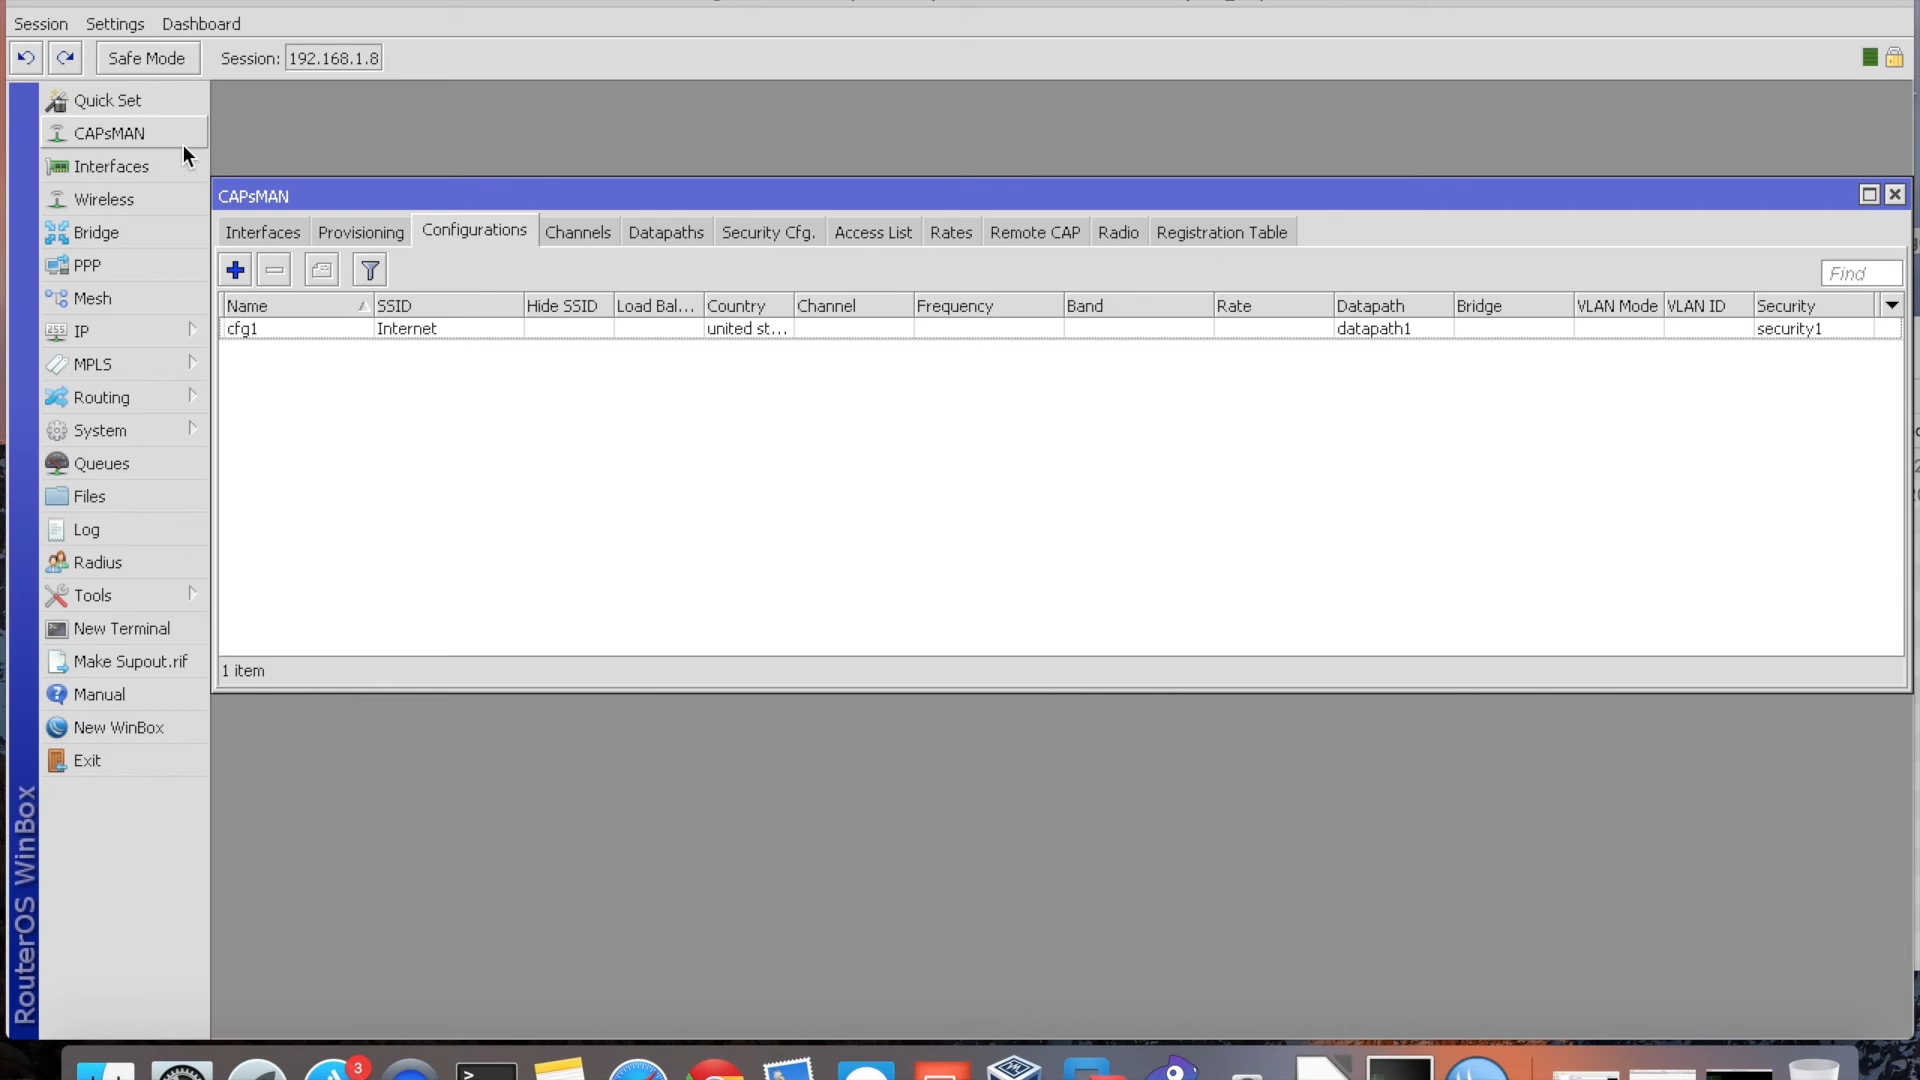 Session Settings Dashboard
Safe Mode Session: 192.168.1.8
Quick Set
CAPsMAN
Interfaces
Wireless
Bridge
PPP
Mesh
IP
MPLS
Routing
System
Queues
Files
Log
Radius
Tools
New Terminal
Make Supout.rif
Manual
New WinBox
Exit
RouterOS WinBox
CAPsMAN
Interfaces Provisioning Configurations Channels Datapaths Security Cfg. Access List Rates Remote CAP Radio Registration Table
Find
Name SSID Hide SSID Load Bal... Country Channel Frequency Band Rate Datapath Bridge VLAN Mode VLAN ID Security
cfg1 Internet united st... datapath1 security1
1 item
3